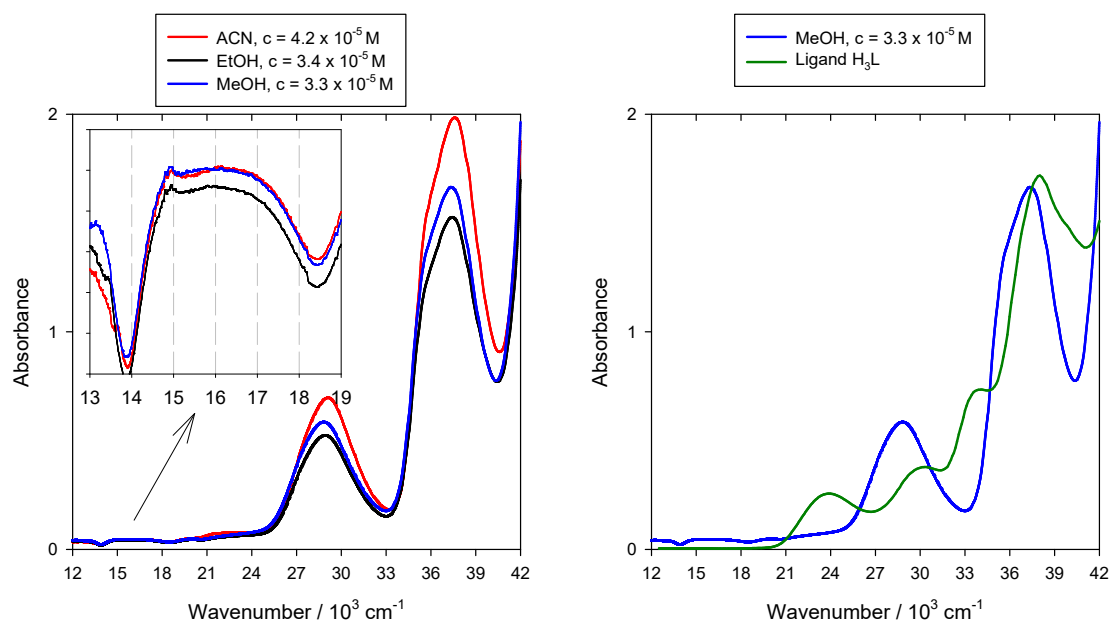 ACN, c = 4.2 x 10⁻⁵ M
EtOH, c = 3.4 x 10⁻⁵ M
MeOH, c = 3.3 x 10⁻⁵ M
2
1
0
Absorbance
13 14 15 16 17 18 19
12 15 18 21 24 27 30 33 36 39 42
Wavenumber / 10³ cm⁻¹
MeOH, c = 3.3 x 10⁻⁵ M
Ligand H₃L
2
1
0
Absorbance
12 15 18 21 24 27 30 33 36 39 42
Wavenumber / 10³ cm⁻¹